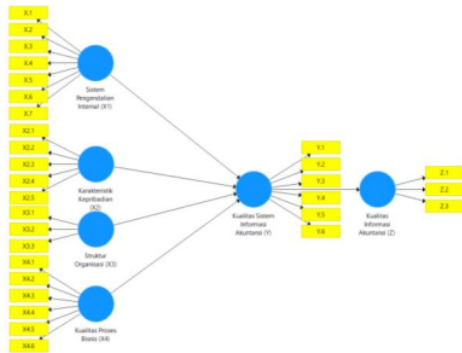 X.1
X.2
X.3
X.4
X.5
X.6
X.7
Sistem
Pengendalian
Internal (X1)
X2.1
X2.2
X2.3
X2.4
X2.5
Karakteristik
Kepribadian
(X2)
X3.1
X3.2
X3.3
Struktur
Organisasi (X3)
X4.1
X4.2
X4.3
X4.4
X4.5
X4.6
Kualitas Proses
Bisnis (X4)
Kualitas Sistem
Informasi
Akuntansi (Y)
Y.1
Y.2
Y.3
Y.4
Y.5
Y.6
Kualitas
Informasi
Akuntansi (Z)
Z.1
Z.2
Z.3